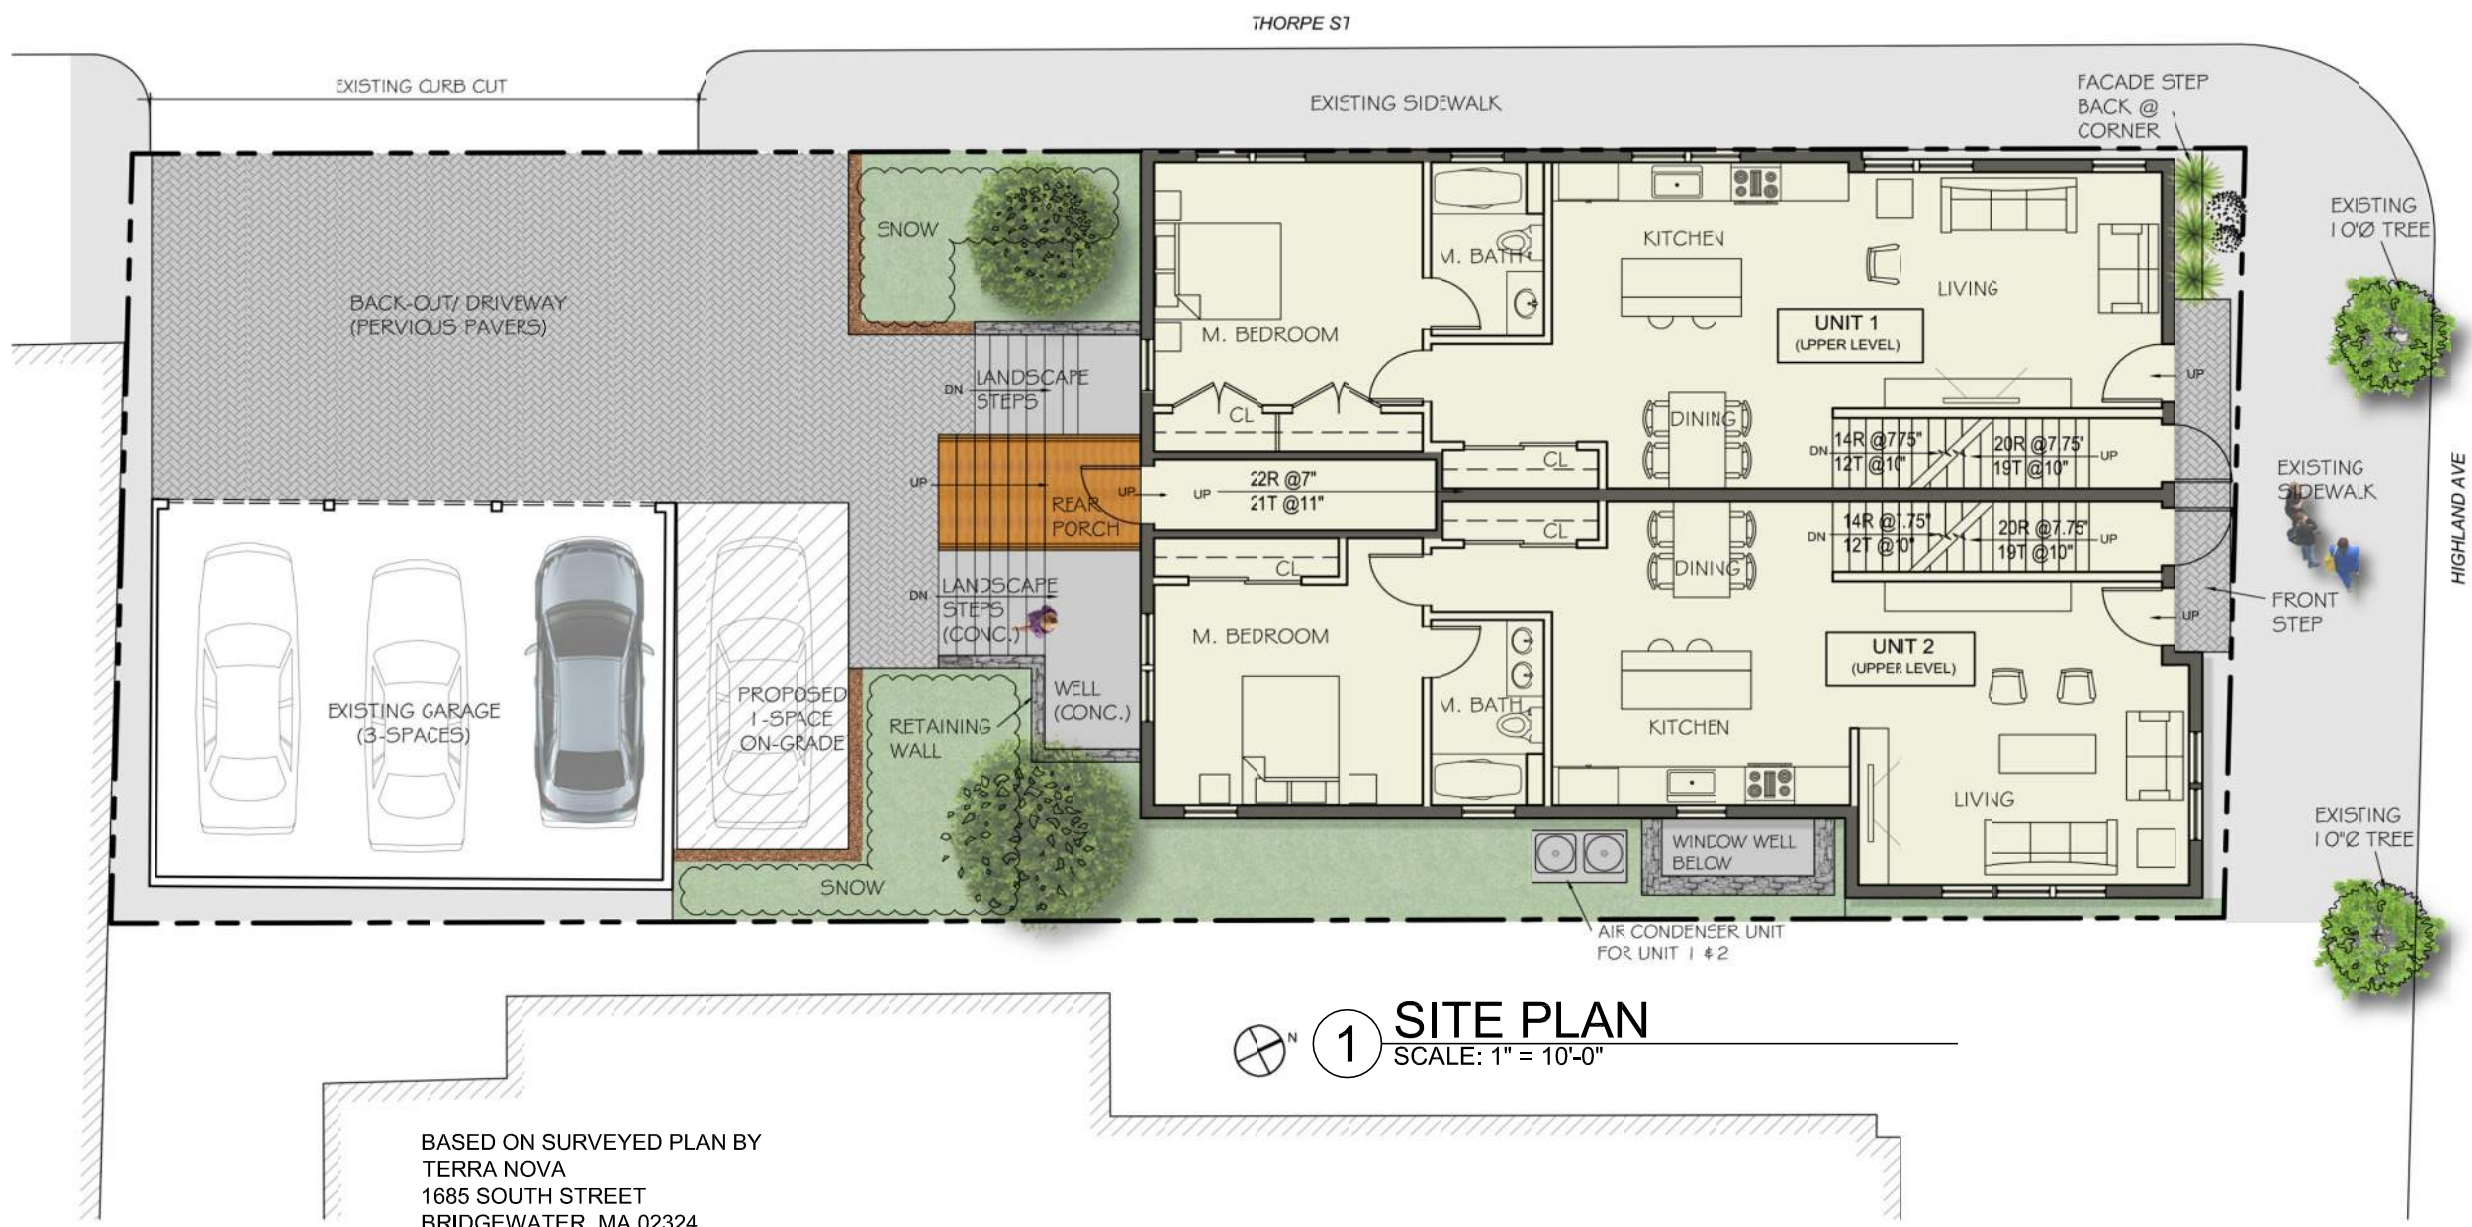 THORPE ST
EXISTING CURB CUT
EXISTING SIDEWALK
FACADE STEP
BACK @
CORNER
EXISTING
10"Ø TREE
SNOW
KITCHEN
M. BATH
LIVING
BACK-OUT/ DRIVEWAY
(PERVIOUS PAVERS)
M. BEDROOM
UNIT 1
(UPPER LEVEL)
DN
LANDSCAPE
STEPS
UP
CL
DINING
DN
14R @7.75"
12T @10"
20R @7.75"
19T @10"
UP
CL
EXISTING
SIDEWALK
HIGHLAND AVE
UP
REAR
PORCH
UP
UP
22R @7"
21T @11"
CL
DN
14R @7.75"
12T @10"
20R @7.75"
19T @10"
UP
CL
DINING
DN
LANDSCAPE
STEPS
(CONC.)
FRONT
STEP
UP
M. BEDROOM
UNIT 2
(UPPER LEVEL)
EXISTING GARAGE
(3-SPACES)
PROPOSED
1-SPACE
ON-GRADE
RETAINING
WALL
WELL
(CONC.)
M. BATH
KITCHEN
LIVING
EXISTING
10"Ø TREE
WINDOW WELL
BELOW
SNOW
AIR CONDENSER UNIT
FOR UNIT 1 & 2
N
1
SITE PLAN
SCALE: 1" = 10'-0"
BASED ON SURVEYED PLAN BY
TERRA NOVA
1685 SOUTH STREET
BRIDGEWATER, MA 02324